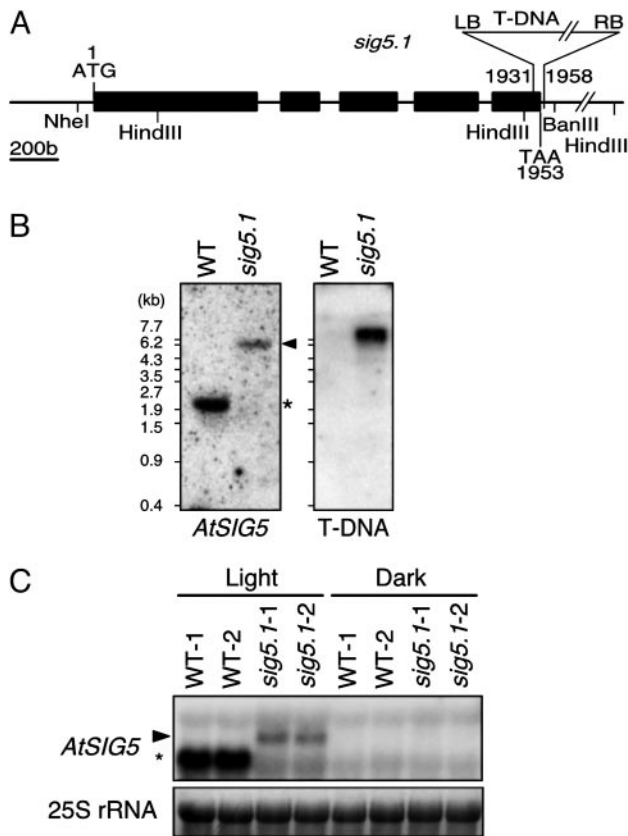 A
1
ATG
sig5.1
LB T-DNA RB
1931 1958
NheI
HindIII
HindIII
BanIII
HindIII
TAA
1953
200b
B
WT
sig5.1
WT
sig5.1
(kb)
7.7
6.2
4.3
3.5
2.7
1.9
1.5
0.9
0.4
*
AtSIG5
T-DNA
C
Light Dark
WT-1
WT-2
sig5.1-1
sig5.1-2
WT-1
WT-2
sig5.1-1
sig5.1-2
AtSIG5
*
25S rRNA